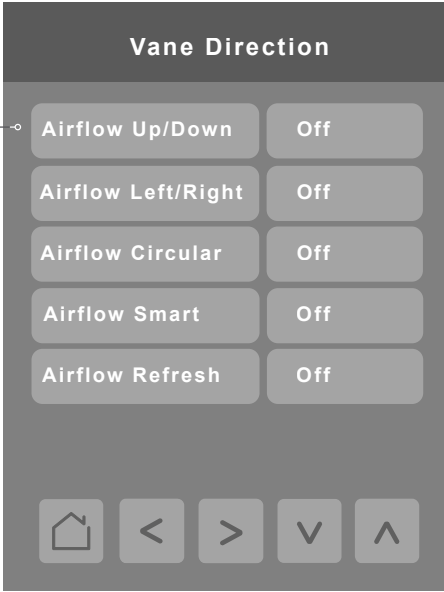 Vane Direction
Airflow Up/Down Off
Airflow Left/Right Off
Airflow Circular Off
Airflow Smart Off
Airflow Refresh Off